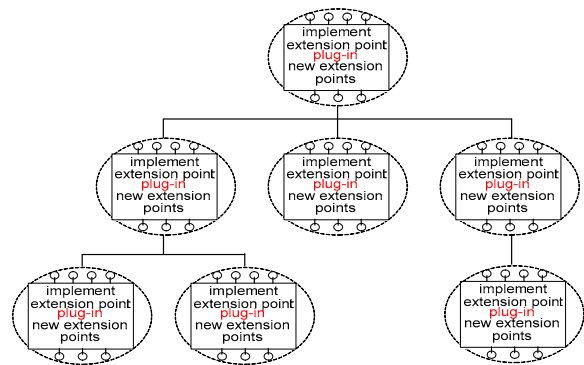 implement
extension point
plug-in
new extension
points
implement
extension point
plug-in
new extension
points
implement
extension point
plug-in
new extension
points
implement
extension point
plug-in
new extension
points
implement
extension point
plug-in
new extension
points
implement
extension point
plug-in
new extension
points
implement
extension point
plug-in
new extension
points